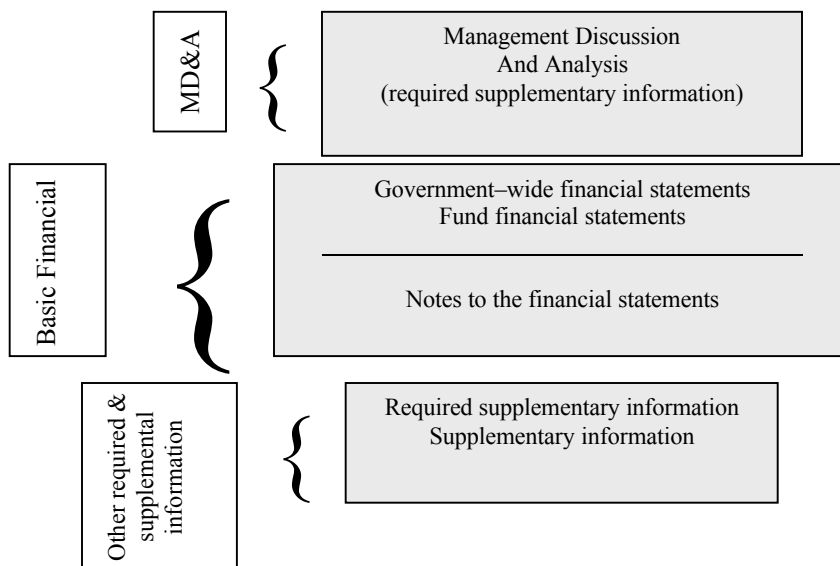 MD&A
Management Discussion
And Analysis
(required supplementary information)
Basic Financial
Government–wide financial statements
Fund financial statements
Notes to the financial statements
Other required &
supplemental
information
Required supplementary information
Supplementary information